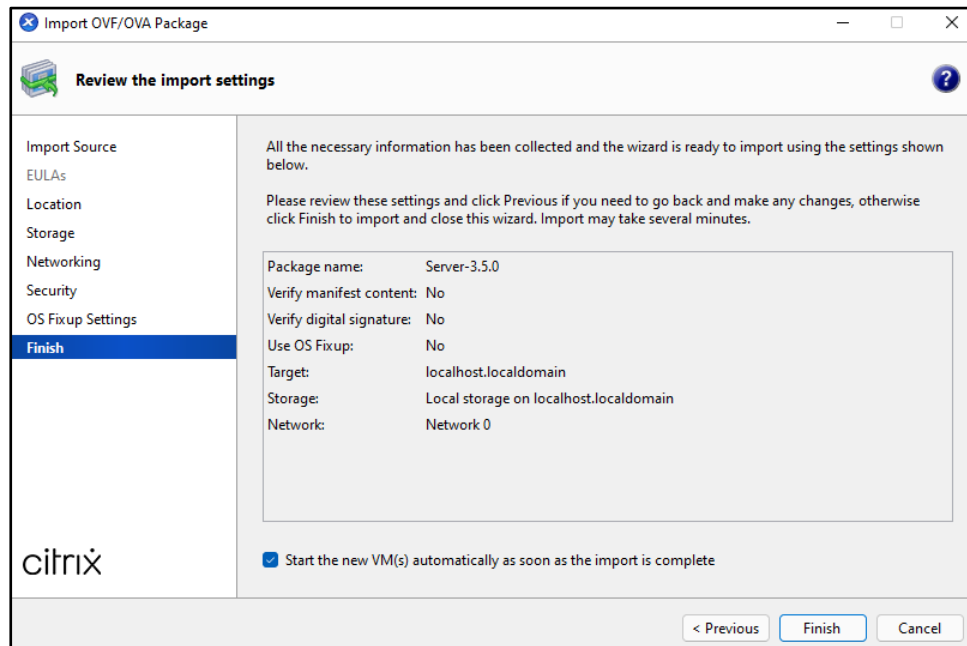 Import OVF/OVA Package
Review the import settings
?
Import Source
EULAs
Location
Storage
Networking
Security
OS Fixup Settings
Finish
All the necessary information has been collected and the wizard is ready to import using the settings shown
below.
Please review these settings and click Previous if you need to go back and make any changes, otherwise
click Finish to import and close this wizard. Import may take several minutes.
Package name: Server-3.5.0
Verify manifest content: No
Verify digital signature: No
Use OS Fixup: No
Target: localhost.localdomain
Storage: Local storage on localhost.localdomain
Network: Network 0
citrix
Start the new VM(s) automatically as soon as the import is complete
< Previous Finish Cancel